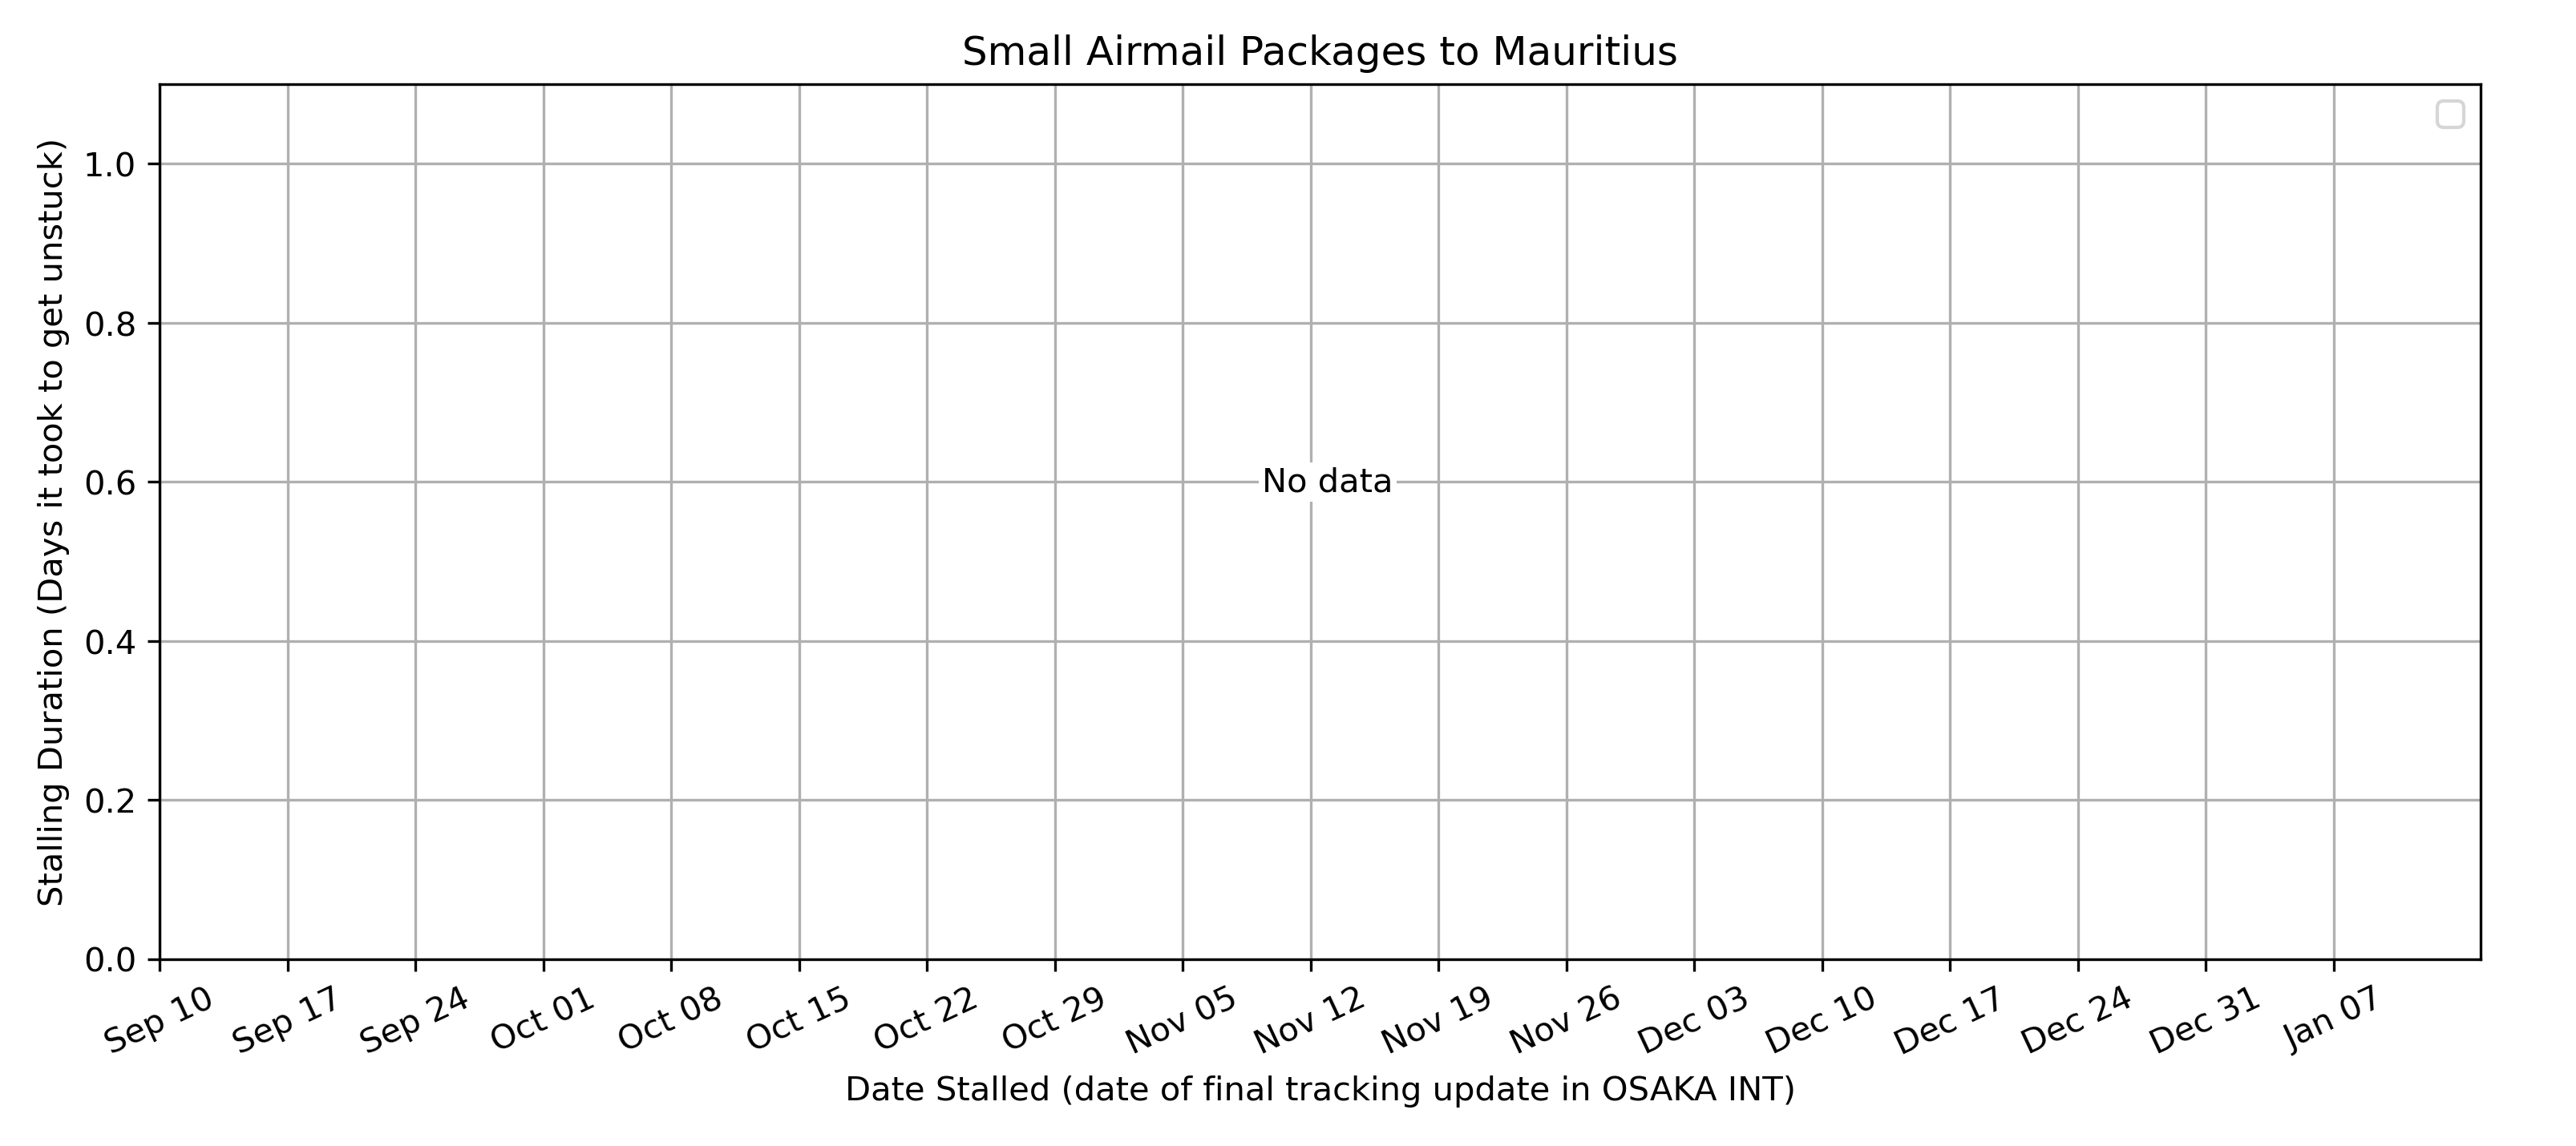 Small Airmail Packages to Mauritius
Stalling Duration (Days it took to get unstuck)
1.0
0.8
0.6
0.4
0.2
0.0
No data
Sep 10
Sep 17
Sep 24
Oct 01
Oct 08
Oct 15
Oct 22
Oct 29
Nov 05
Nov 12
Nov 19
Nov 26
Dec 03
Dec 10
Dec 17
Dec 24
Dec 31
Jan 07
Date Stalled (date of final tracking update in OSAKA INT)